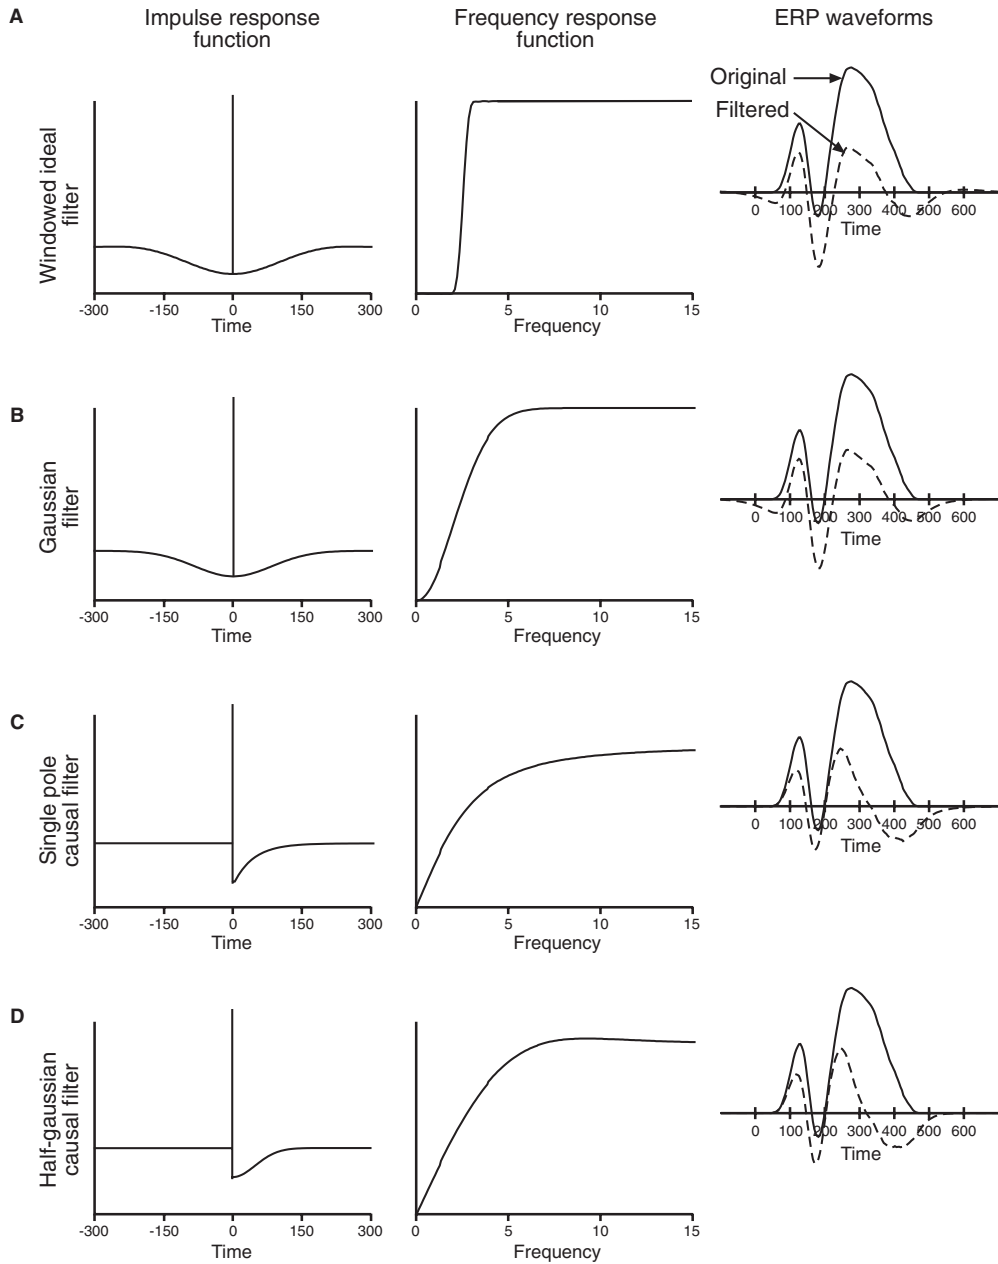 A
Impulse response
function
Frequency response
function
ERP waveforms
Windowed ideal
filter
-300 -150 0 150 300
Time
0 5 10 15
Frequency
Original
Filtered
0 100 200 300 400 500 600
Time
B
Gaussian
filter
-300 -150 0 150 300
Time
0 5 10 15
Frequency
0 100 200 300 400 500 600
Time
C
Single pole
causal filter
-300 -150 0 150 300
Time
0 5 10 15
Frequency
0 100 200 300 400 500 600
Time
D
Half-gaussian
causal filter
-300 -150 0 150 300
Time
0 5 10 15
Frequency
0 100 200 300 400 500 600
Time